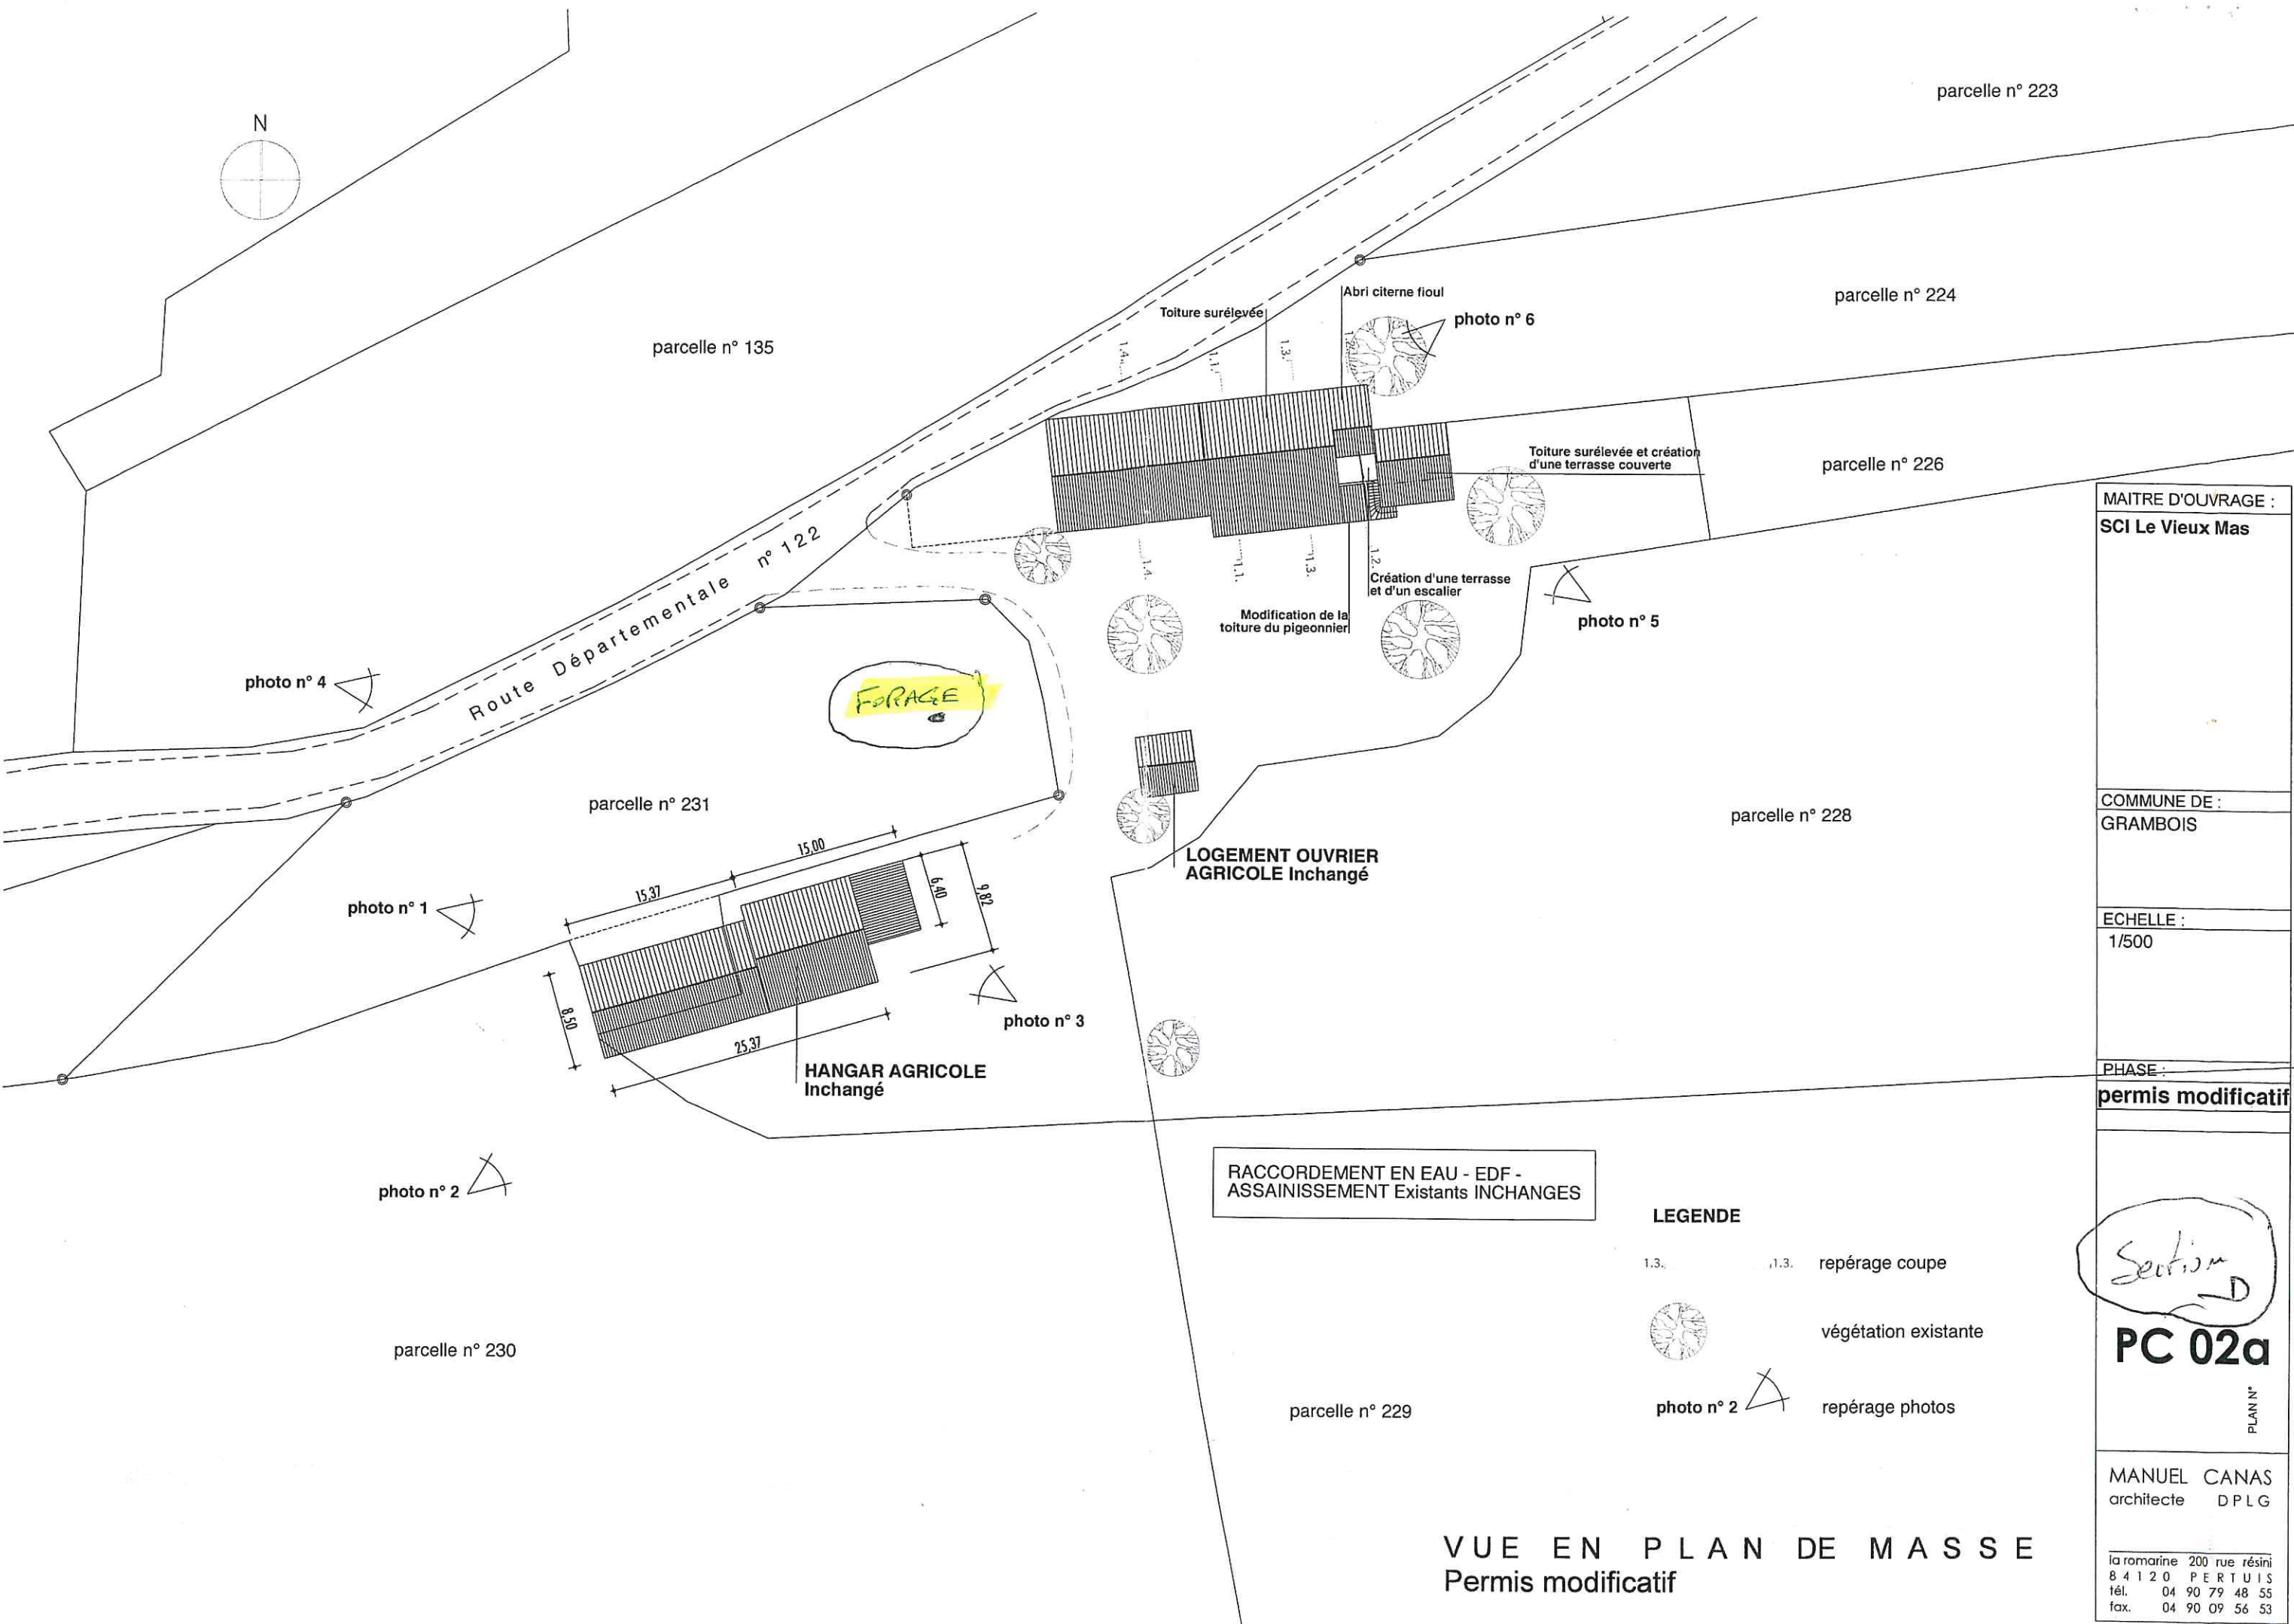 N
parcelle n° 223
parcelle n° 224
parcelle n° 135
parcelle n° 226
Abri citerne fioul
Toiture surélevée
photo n° 6
1.4.
1.1.
1.3.
1.2.
Toiture surélevée et création
d'une terrasse couverte
Route Départementale n° 122
1.4.
1.1.
1.3.
1.2.
Création d'une terrasse
et d'un escalier
Modification de la
toiture du pigeonnier
photo n° 5
photo n° 4
FORAGE
parcelle n° 231
parcelle n° 228
LOGEMENT OUVRIER
AGRICOLE Inchangé
photo n° 1
15,37
15,00
6,40
9,82
8,50
25,37
photo n° 3
HANGAR AGRICOLE
Inchangé
photo n° 2
parcelle n° 230
parcelle n° 229
RACCORDEMENT EN EAU - EDF -
ASSAINISSEMENT Existants INCHANGES
LEGENDE
1.3. 1.3. repérage coupe
végétation existante
photo n° 2 repérage photos
VUE EN PLAN DE MASSE
Permis modificatif
MAITRE D'OUVRAGE :
SCI Le Vieux Mas
COMMUNE DE :
GRAMBOIS
ECHELLE :
1/500
PHASE :
permis modificatif
Section
D
PC 02a
PLAN N°
MANUEL CANAS
architecte DPLG
la romarine 200 rue résini
84120 PERTUIS
tél. 04 90 79 48 55
fax. 04 90 09 56 53